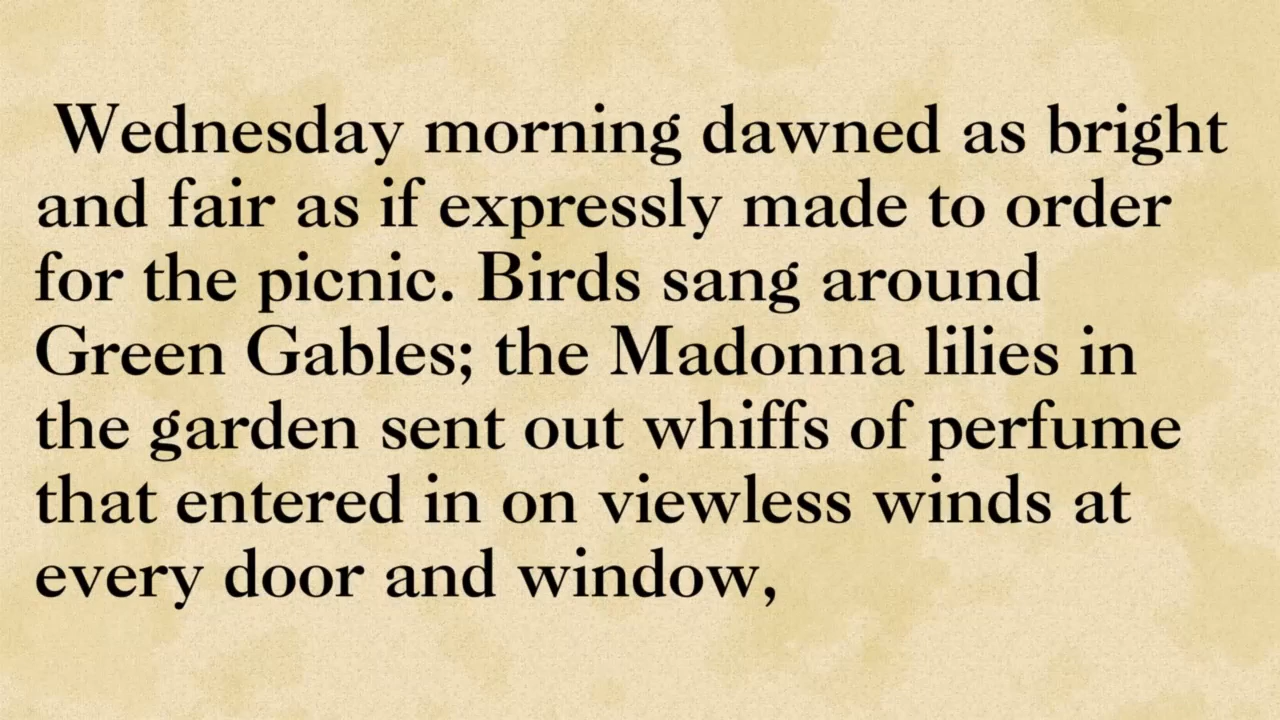 Wednesday morning dawned as bright
and fair as if expressly made to order
for the picnic. Birds sang around
Green Gables; the Madonna lilies in
the garden sent out whiffs of perfume
that entered in on viewless winds at
every door and window,